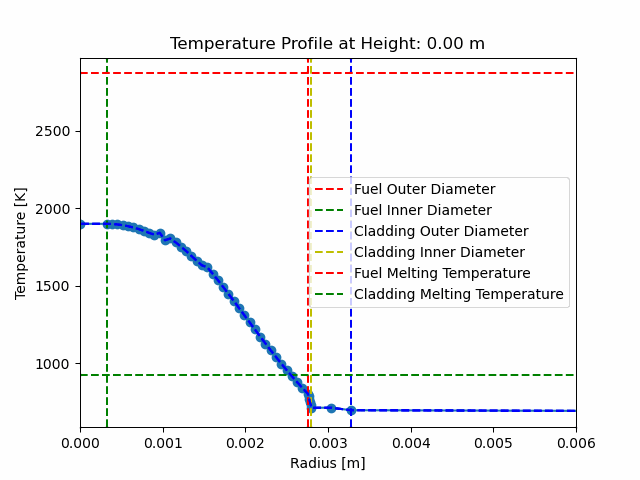 Temperature Profile at Height: 0.00 m
Temperature [K]
2500
2000
1500
1000
Fuel Outer Diameter
Fuel Inner Diameter
Cladding Outer Diameter
Cladding Inner Diameter
Fuel Melting Temperature
Cladding Melting Temperature
0.000 0.001 0.002 0.003 0.004 0.005 0.006
Radius [m]